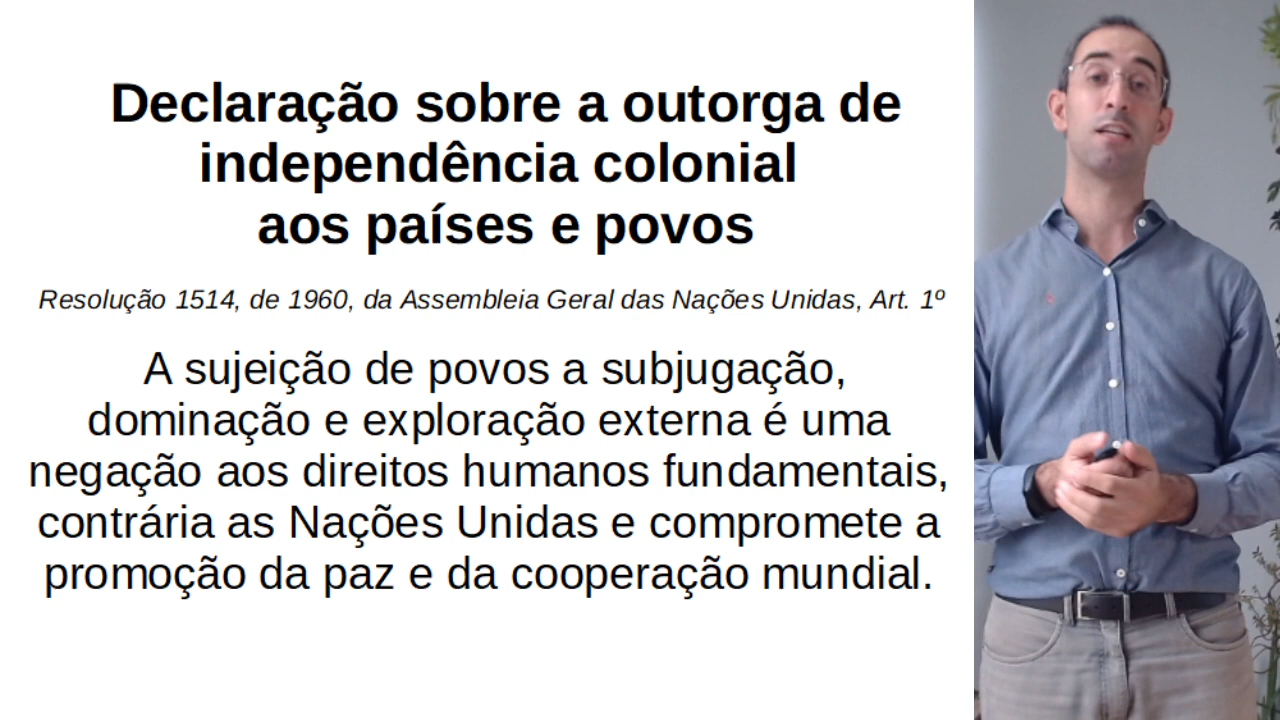 Declaração sobre a outorga de
independência colonial
aos países e povos
Resolução 1514, de 1960, da Assembleia Geral das Nações Unidas, Art. 1º
A sujeição de povos a subjugação,
dominação e exploração externa é uma
negação aos direitos humanos fundamentais,
contrária as Nações Unidas e compromete a
promoção da paz e da cooperação mundial.